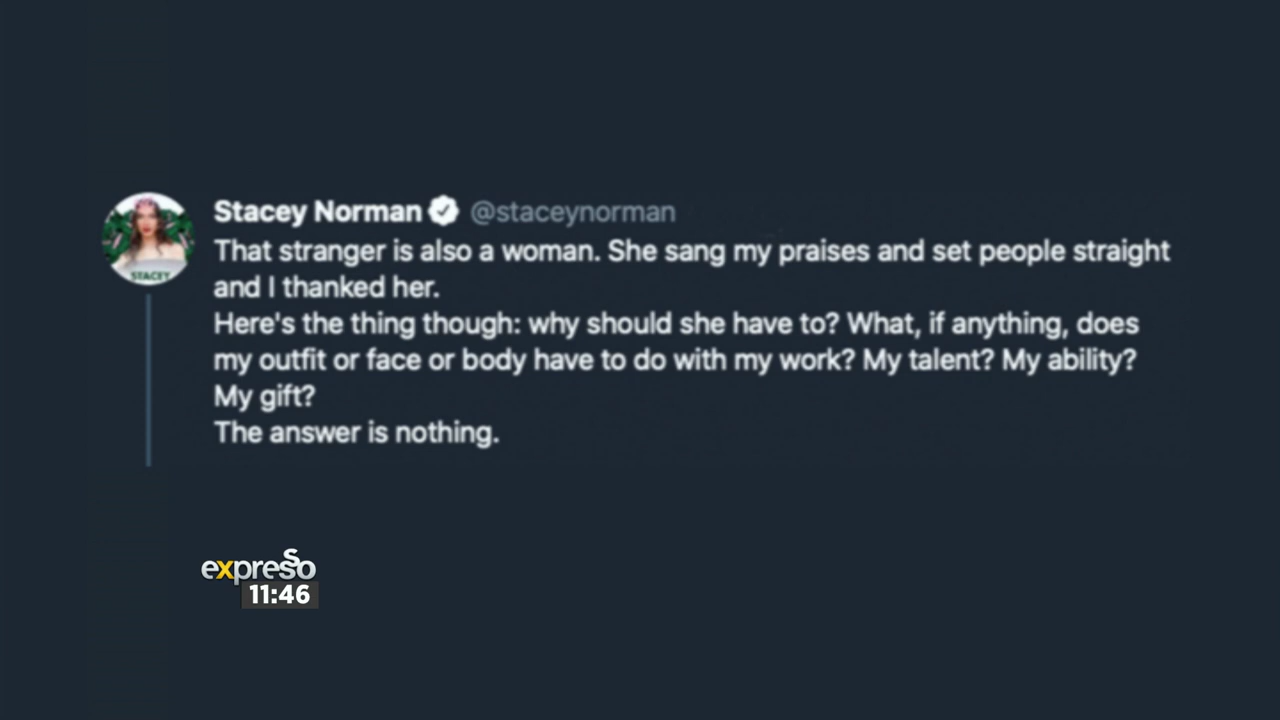 Stacey Norman @staceynorman
That stranger is also a woman. She sang my praises and set people straight
and I thanked her.
Here's the thing though: why should she have to? What, if anything, does
my outfit or face or body have to do with my work? My talent? My ability?
My gift?
The answer is nothing.
STACEY
expresso
11:46